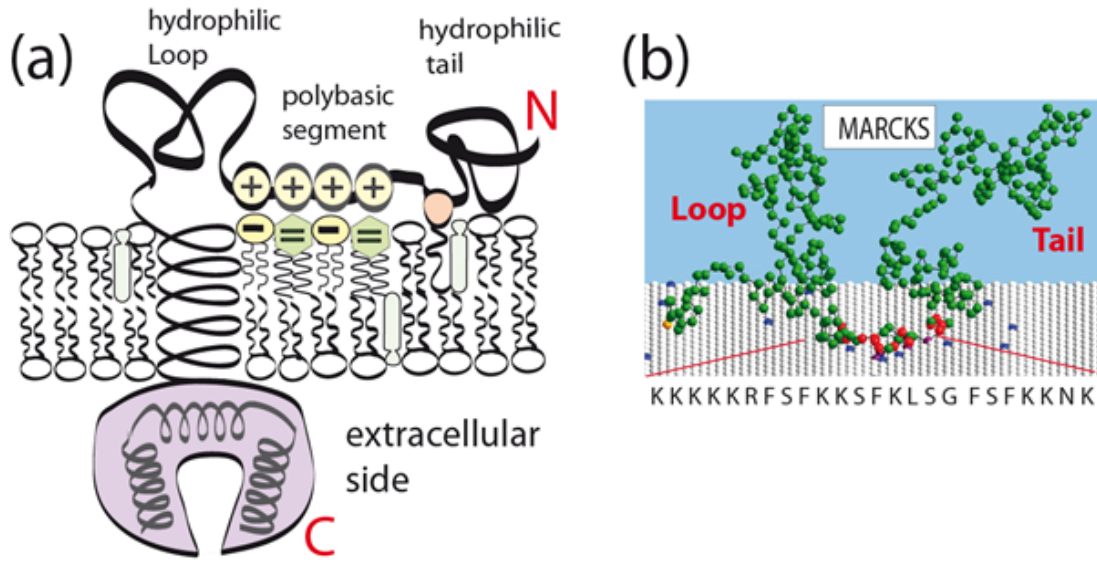 (a)
hydrophilic
Loop
hydrophilic
tail
polybasic
segment
N
+ + + +
extracellular
side
C
(b)
MARCKS
Loop
Tail
K K K K K R F S F K K S F K L S G F S F K K N K